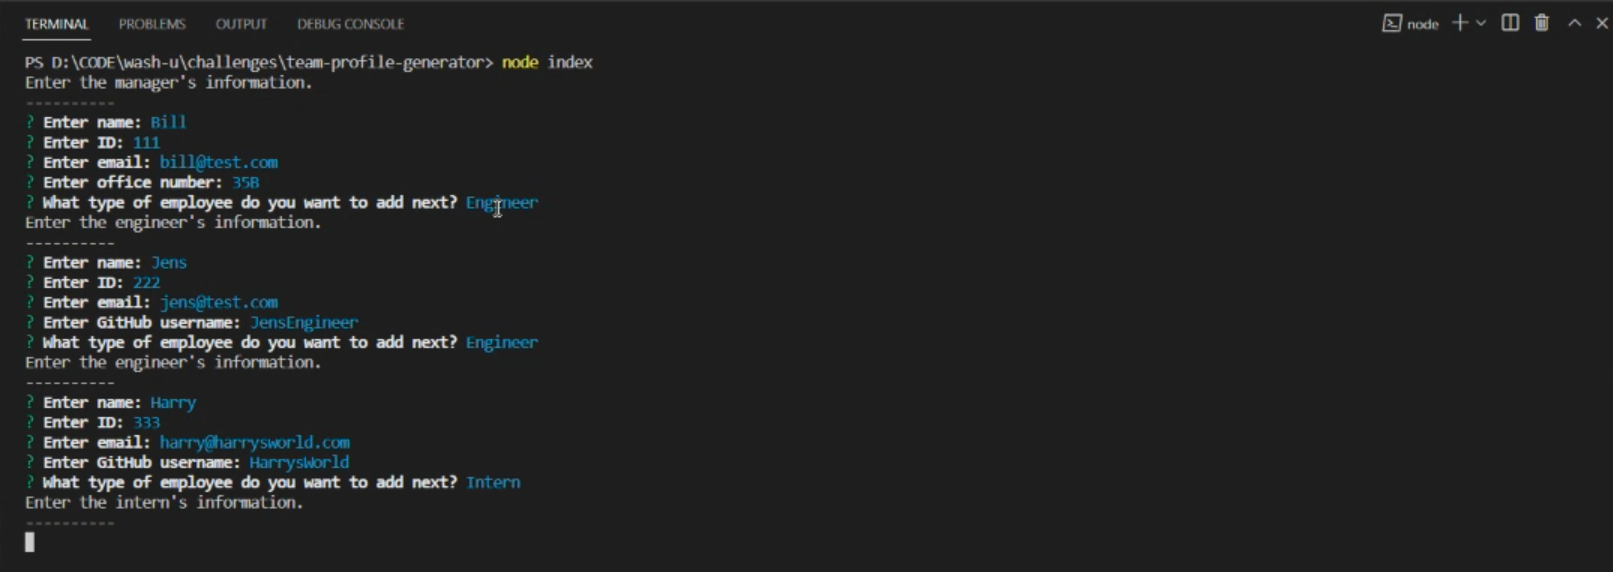 TERMINAL PROBLEMS OUTPUT DEBUG CONSOLE node
PS D:\CODE\wash-u\challenges\team-profile-generator> node index
Enter the manager's information.
----------
? Enter name: Bill
? Enter ID: 111
? Enter email: bill@test.com
? Enter office number: 35B
? What type of employee do you want to add next? Engineer
Enter the engineer's information.
----------
? Enter name: Jens
? Enter ID: 222
? Enter email: jens@test.com
? Enter GitHub username: JensEngineer
? What type of employee do you want to add next? Engineer
Enter the engineer's information.
----------
? Enter name: Harry
? Enter ID: 333
? Enter email: harry@harrysworld.com
? Enter GitHub username: HarrysWorld
? What type of employee do you want to add next? Intern
Enter the intern's information.
----------